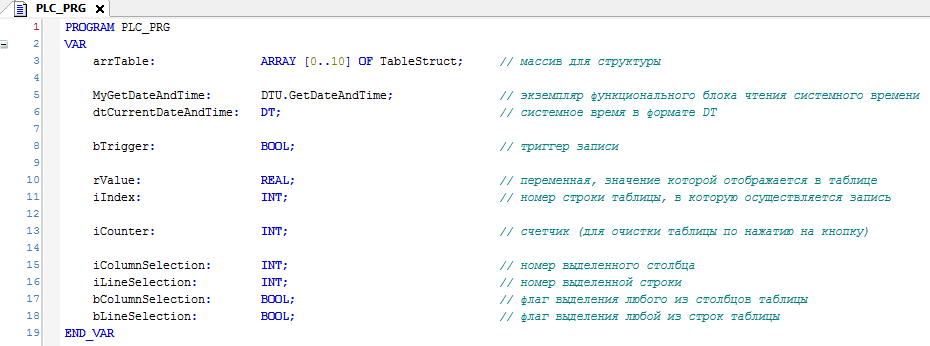 PLC_PRG
1 PROGRAM PLC_PRG
2 VAR
3 arrTable: ARRAY [0..10] OF TableStruct; // массив для структуры
4
5 MyGetDateAndTime: DTU.GetDateAndTime; // экземпляр функционального блока чтения системного времени
6 dtCurrentDateAndTime: DT; // системное время в формате DT
7
8 bTrigger: BOOL; // триггер записи
9
10 rValue: REAL; // переменная, значение которой отображается в таблице
11 iIndex: INT; // номер строки таблицы, в которую осуществляется запись
12
13 iCounter: INT; // счетчик (для очистки таблицы по нажатию на кнопку)
14
15 iColumnSelection: INT; // номер выделенного столбца
16 iLineSelection: INT; // номер выделенной строки
17 bColumnSelection: BOOL; // флаг выделения любого из столбцов таблицы
18 bLineSelection: BOOL; // флаг выделения любой из строк таблицы
19 END_VAR